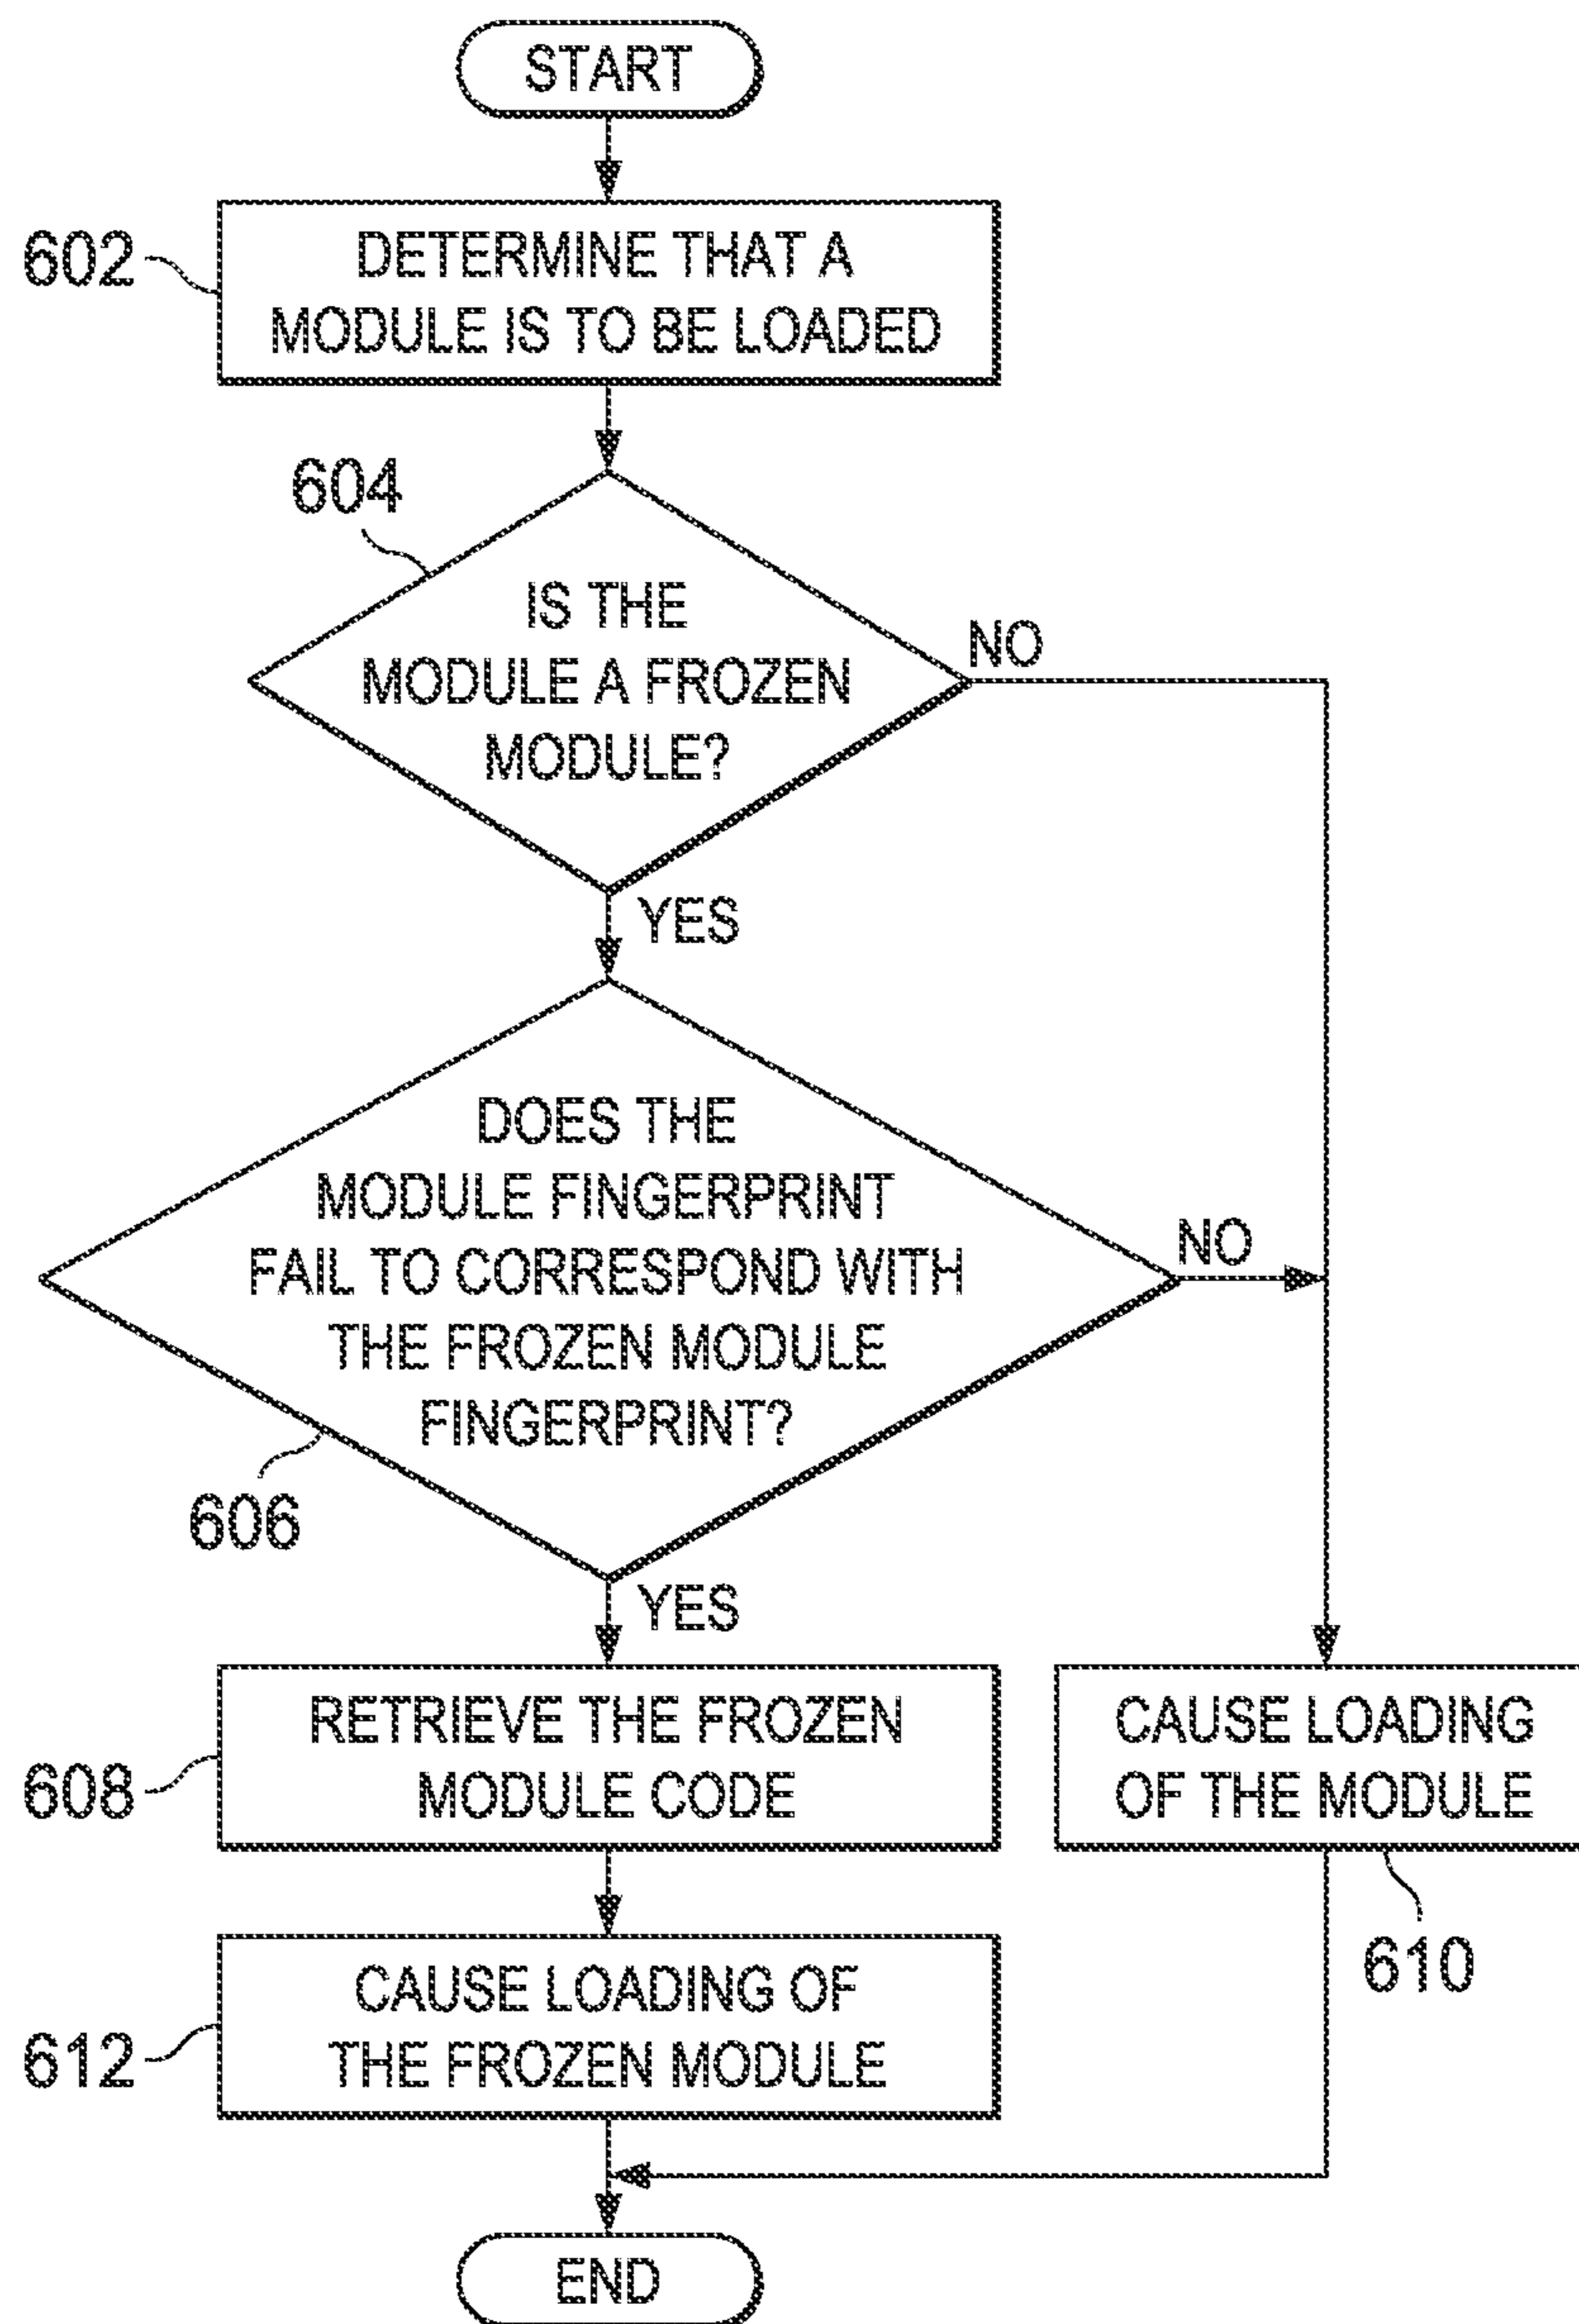 START
602
DETERMINE THAT A
MODULE IS TO BE LOADED
604
IS THE
MODULE A FROZEN
MODULE?
NO
YES
DOES THE
MODULE FINGERPRINT
FAIL TO CORRESPOND WITH
THE FROZEN MODULE
FINGERPRINT?
NO
606
YES
608
RETRIEVE THE FROZEN
MODULE CODE
CAUSE LOADING
OF THE MODULE
610
612
CAUSE LOADING OF
THE FROZEN MODULE
END